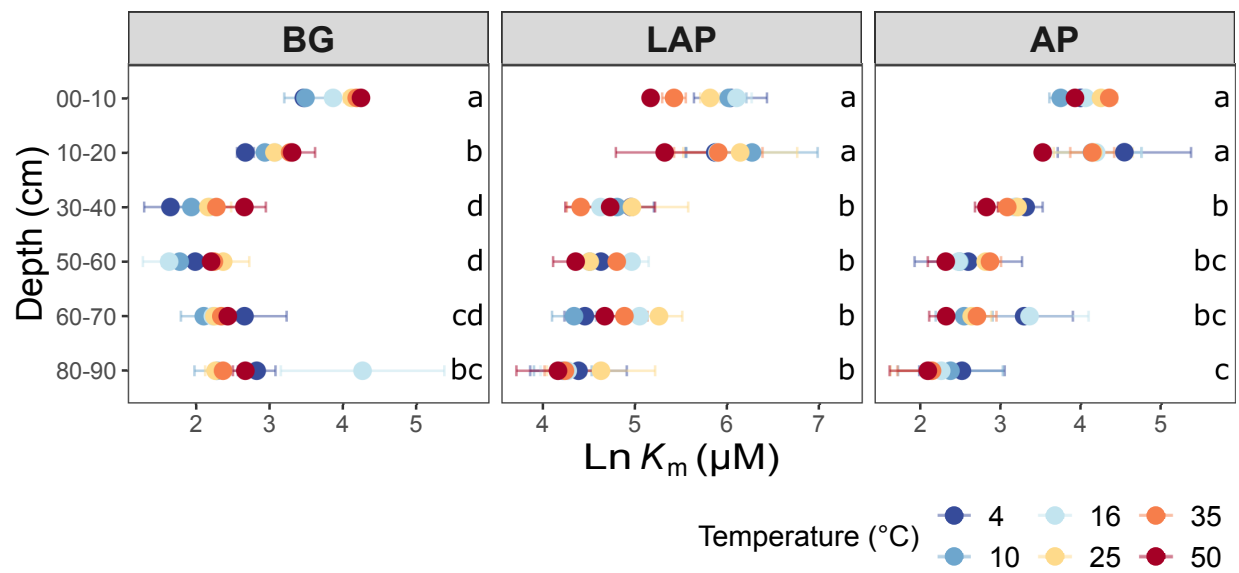 BG LAP AP
00-10 a a a
10-20 b a a
30-40 d b b
50-60 d b bc
60-70 cd b bc
80-90 bc b c
Depth (cm)
2 3 4 5 4 5 6 7 2 3 4 5
Ln Km (μM)
Temperature (°C) 4 16 35
10 25 50